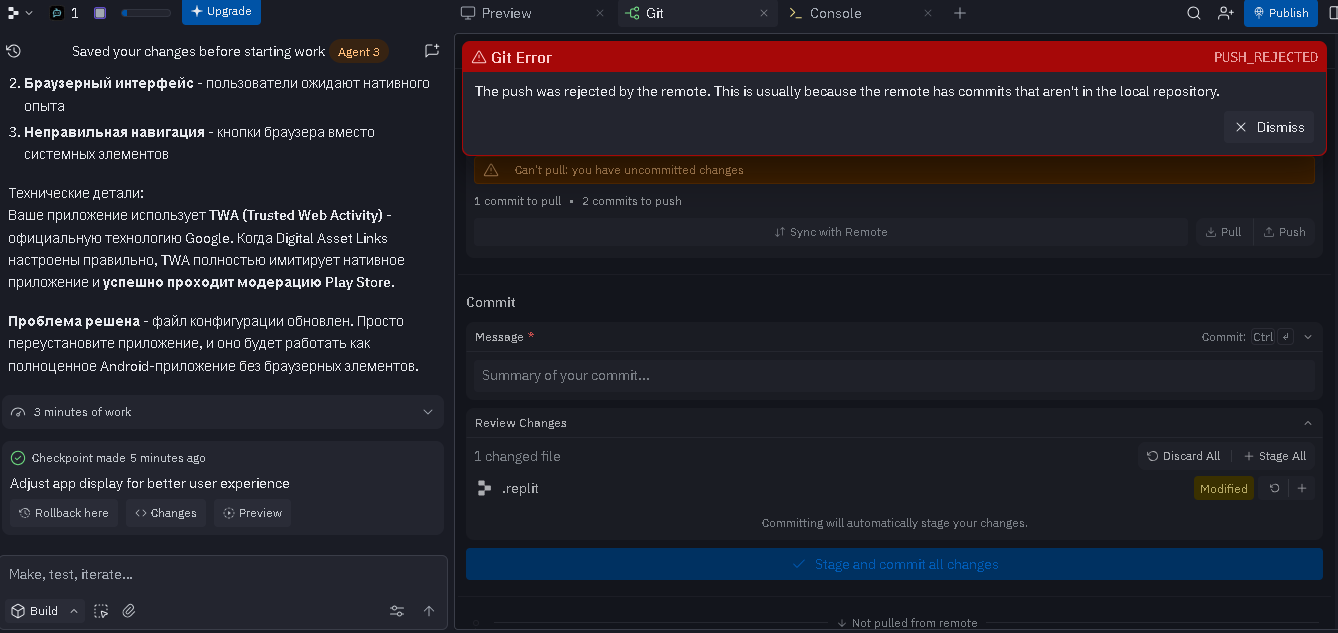 1
Upgrade
Preview
Git
Console
Publish
Saved your changes before starting work Agent 3
2. Браузерный интерфейс - пользователи ожидают нативного
опыта
3. Неправильная навигация - кнопки браузера вместо
системных элементов
Технические детали:
Ваше приложение использует TWA (Trusted Web Activity) -
официальную технологию Google. Когда Digital Asset Links
настроены правильно, TWA полностью имитирует нативное
приложение и успешно проходит модерацию Play Store.
Проблема решена - файл конфигурации обновлен. Просто
переустановите приложение, и оно будет работать как
полноценное Android-приложение без браузерных элементов.
3 minutes of work
Checkpoint made 5 minutes ago
Adjust app display for better user experience
Rollback here
Changes
Preview
Make, test, iterate...
Build
Git Error
PUSH_REJECTED
The push was rejected by the remote. This is usually because the remote has commits that aren't in the local repository.
Dismiss
Can't pull: you have uncommitted changes
1 commit to pull • 2 commits to push
Sync with Remote
Pull
Push
Commit
Message *
Commit: Ctrl
Summary of your commit...
Review Changes
1 changed file
Discard All
Stage All
.replit
Modified
Committing will automatically stage your changes.
Stage and commit all changes
Not pulled from remote